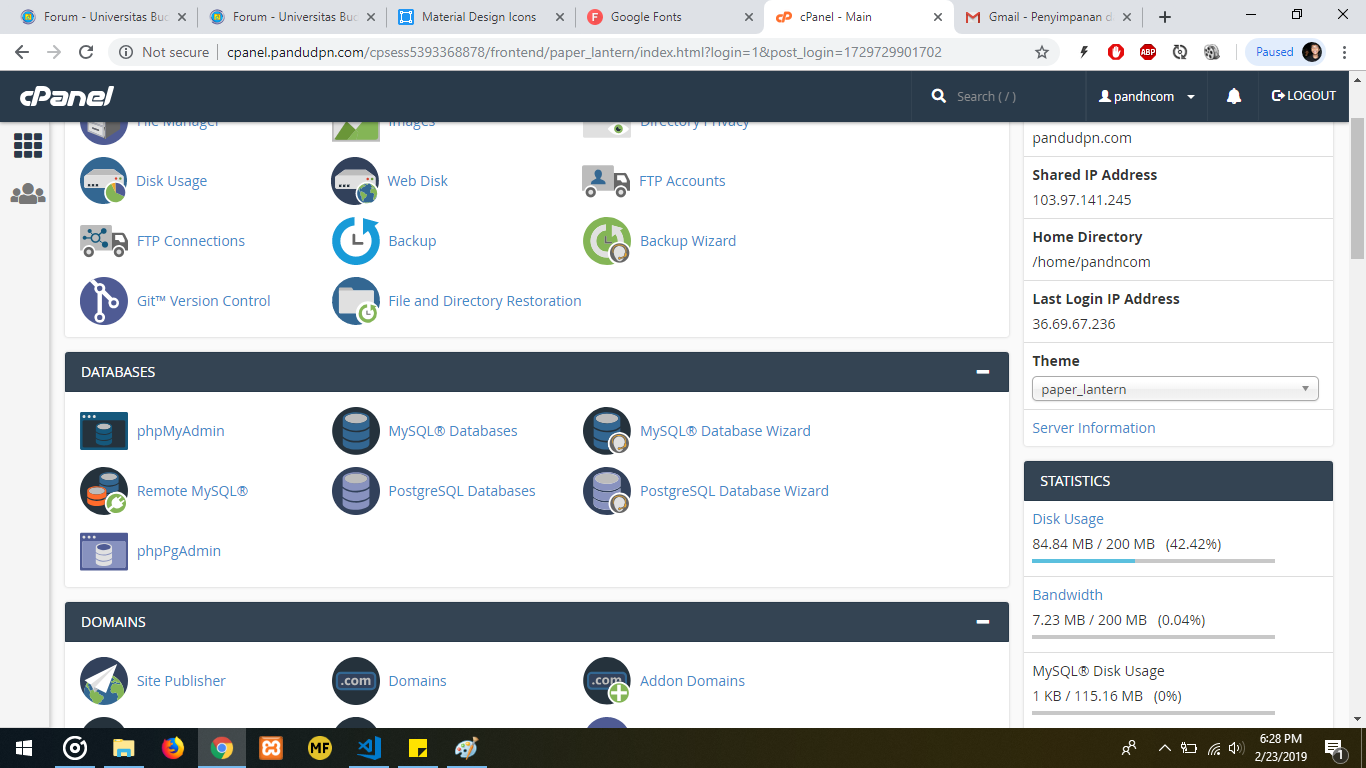 Forum - Universitas Buc
Forum - Universitas Buc
Material Design Icons
Google Fonts
cPanel - Main
Gmail - Penyimpanan d
Not secure
cpanel.pandudpn.com/cpsess5393368878/frontend/paper_lantern/index.html?login=1&post_login=1729729901702
ABP
Paused
cPanel
Search ( / )
pandncom
LOGOUT
File Manager
Images
Directory Privacy
Disk Usage
Web Disk
FTP Accounts
FTP Connections
Backup
Backup Wizard
Git™ Version Control
File and Directory Restoration
DATABASES
phpMyAdmin
MySQL® Databases
MySQL® Database Wizard
Remote MySQL®
PostgreSQL Databases
PostgreSQL Database Wizard
phpPgAdmin
DOMAINS
Site Publisher
.com
Domains
.com
Addon Domains
pandudpn.com
Shared IP Address
103.97.141.245
Home Directory
/home/pandncom
Last Login IP Address
36.69.67.236
Theme
paper_lantern
Server Information
STATISTICS
Disk Usage
84.84 MB / 200 MB (42.42%)
Bandwidth
7.23 MB / 200 MB (0.04%)
MySQL® Disk Usage
1 KB / 115.16 MB (0%)
MF
6:28 PM
2/23/2019
1